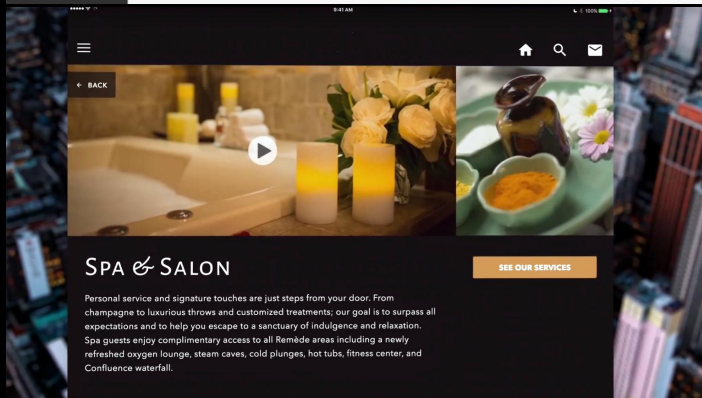 9:41 AM
100%
← BACK
SPA & SALON
SEE OUR SERVICES
Personal service and signature touches are just steps from your door. From
champagne to luxurious throws and customized treatments; our goal is to surpass all
expectations and to help you escape to a sanctuary of indulgence and relaxation.
Spa guests enjoy complimentary access to all Remède areas including a newly
refreshed oxygen lounge, steam caves, cold plunges, hot tubs, fitness center, and
Confluence waterfall.